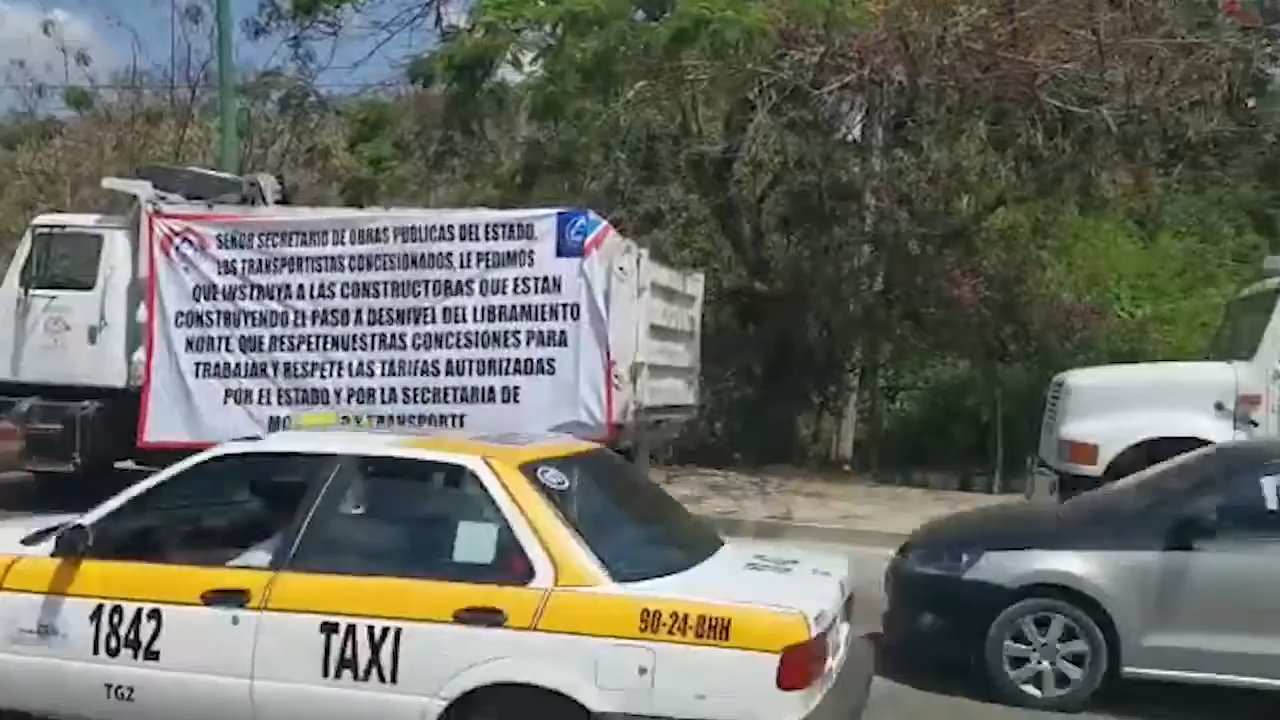 SEÑOR SECRETARIO DE OBRAS PUBLICAS DEL ESTADO,
LOS TRANSPORTISTAS CONCESIONADOS, LE PEDIMOS
QUE INSTRUYA A LAS CONSTRUCTORAS QUE ESTAN
CONSTRUYENDO EL PASO A DESNIVEL DEL LIBRAMIENTO
NORTE, QUE RESPETENUESTRAS CONCESIONES PARA
TRABAJAR Y RESPETE LAS TARIFAS AUTORIZADAS
POR EL ESTADO Y POR LA SECRETARIA DE
Y TRANSPORTE
1842
TAXI
90-24-BHH
TG2